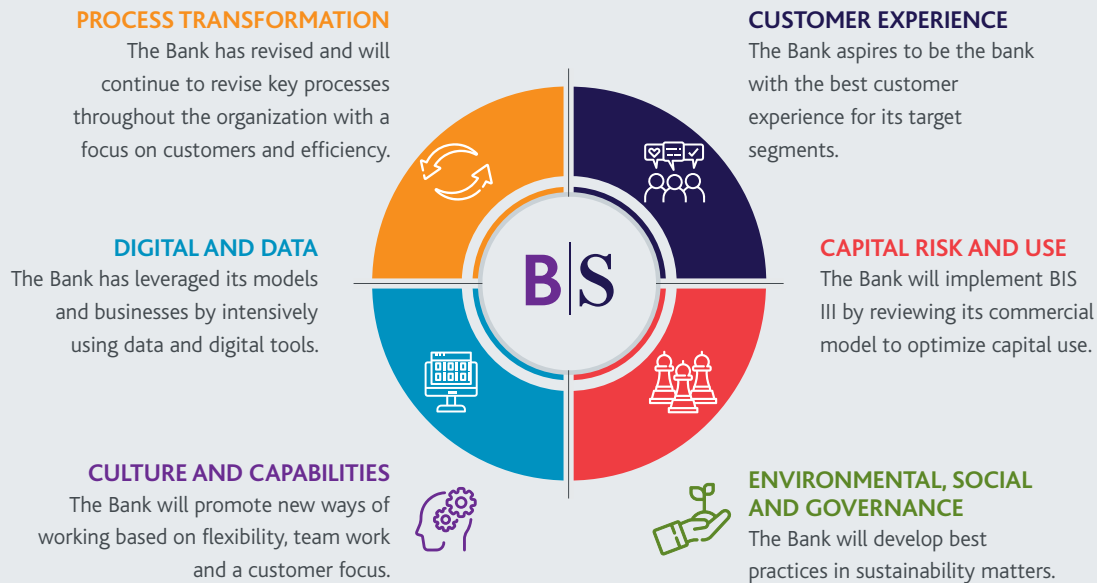 PROCESS TRANSFORMATION
The Bank has revised and will
continue to revise key processes
throughout the organization with a
focus on customers and efficiency.
CUSTOMER EXPERIENCE
The Bank aspires to be the bank
with the best customer
experience for its target
segments.
DIGITAL AND DATA
The Bank has leveraged its models
and businesses by intensively
using data and digital tools.
B|S
CAPITAL RISK AND USE
The Bank will implement BIS
III by reviewing its commercial
model to optimize capital use.
CULTURE AND CAPABILITIES
The Bank will promote new ways of
working based on flexibility, team work
and a customer focus.
ENVIRONMENTAL, SOCIAL
AND GOVERNANCE
The Bank will develop best
practices in sustainability matters.